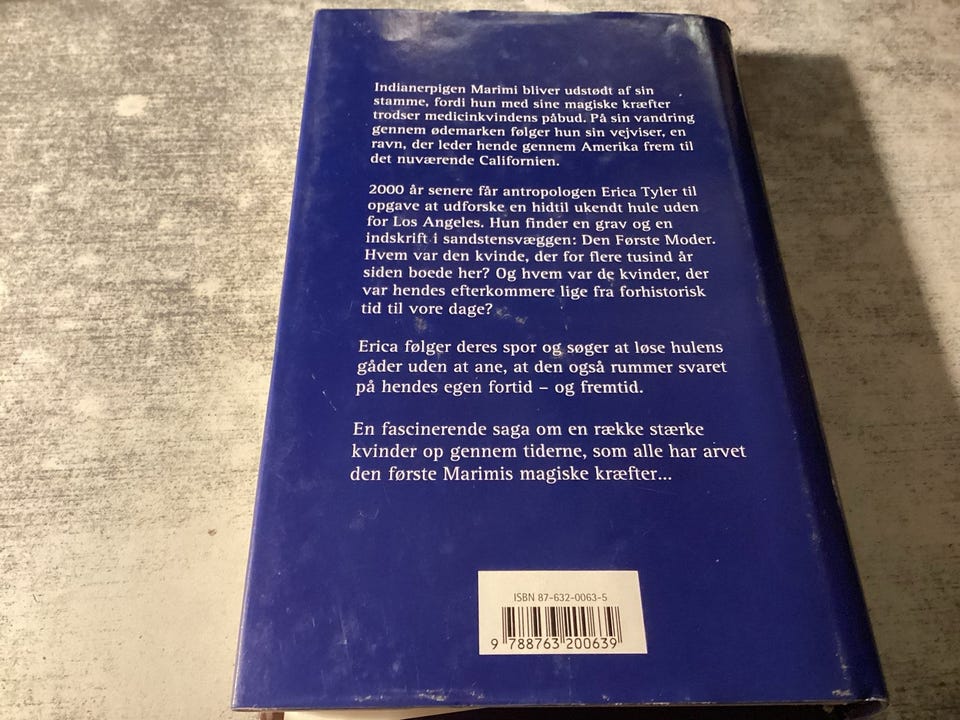 Indianerpigen Marimi bliver udstødt af sin
stamme, fordi hun med sine magiske kræfter
trodser medicinkvindens påbud. På sin vandring
gennem ødemarken følger hun sin vejviser, en
ravn, der leder hende gennem Amerika frem til
det nuværende Californien.
2000 år senere får antropologen Erica Tyler til
opgave at udforske en hidtil ukendt hule uden
for Los Angeles. Hun finder en grav og en
indskrift i sandstensvæggen: Den Første Moder.
Hvem var den kvinde, der for flere tusind år
siden boede her? Og hvem var de kvinder, der
var hendes efterkommere lige fra forhistorisk
tid til vore dage?
Erica følger deres spor og søger at løse hulens
gåder uden at ane, at den også rummer svaret
på hendes egen fortid – og fremtid.
En fascinerende saga om en række stærke
kvinder op gennem tiderne, som alle har arvet
den første Marimis magiske kræfter...
ISBN 87-632-0063-5
9 788763 200639